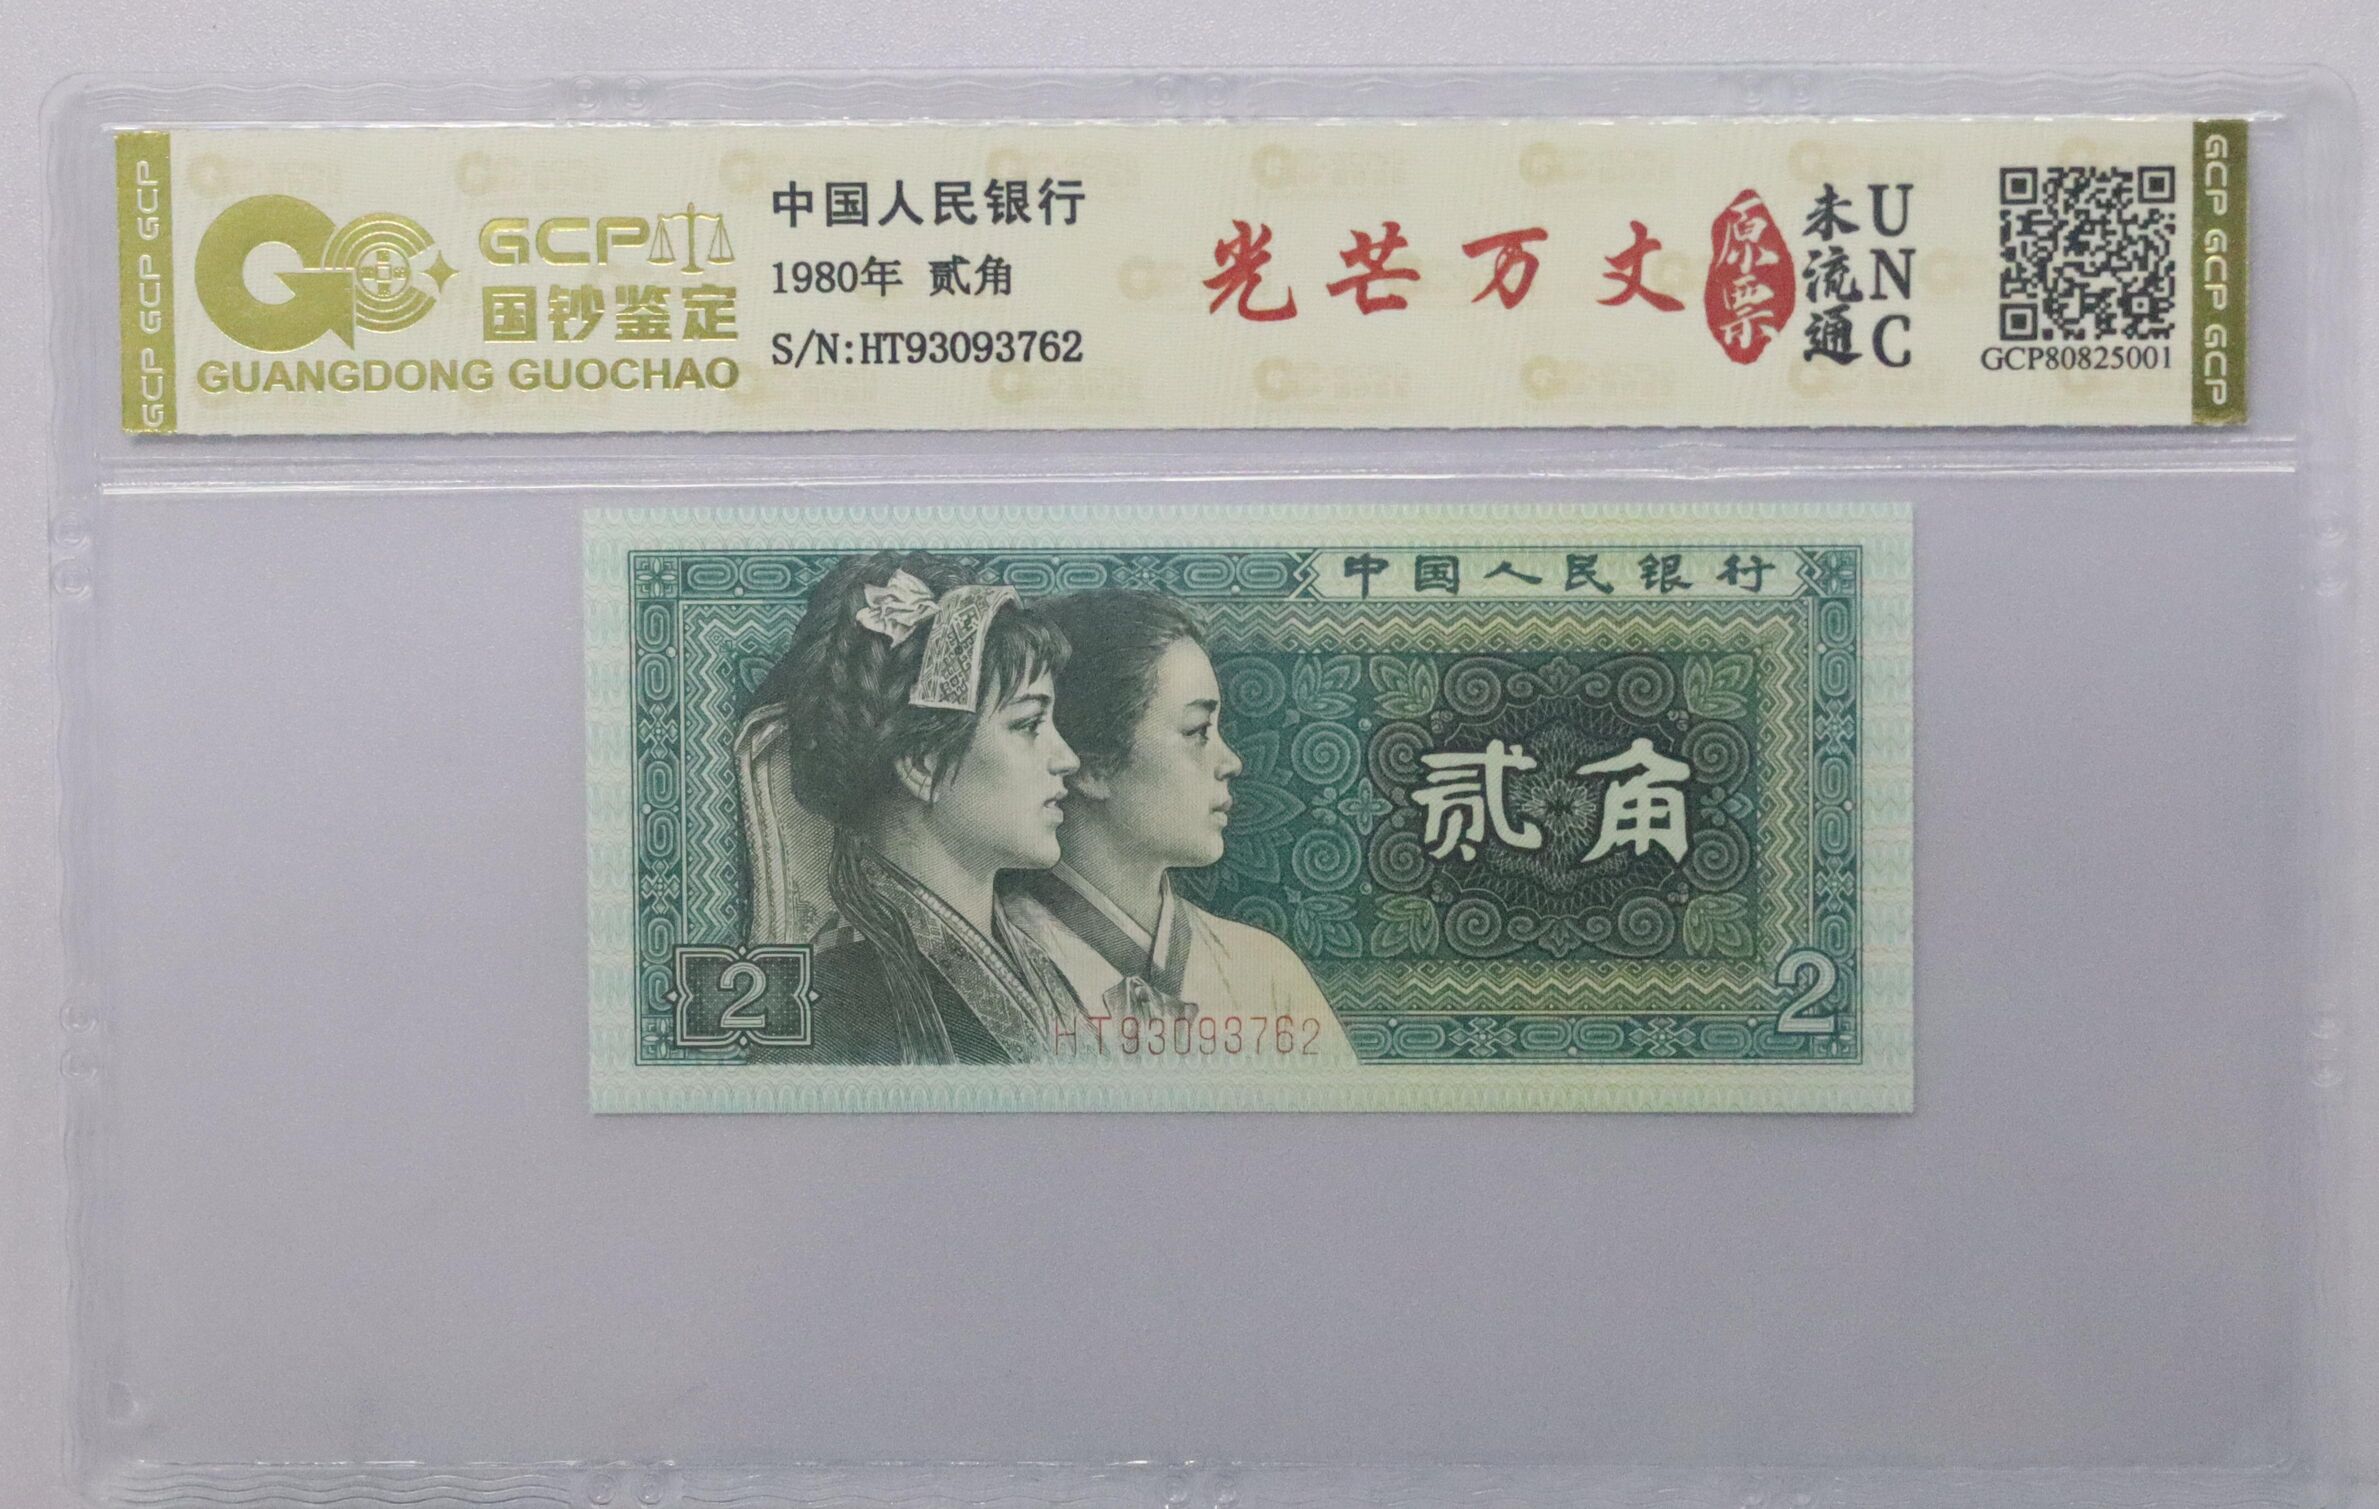 GCP GCP GCP
GCP
国钞鉴定
GUANGDONG GUOCHAO
中国人民银行
1980年 贰角
S/N:HT93093762
光芒万丈
原票
未流通
UNC
GCP80825001
GCP GCP GCP
中国人民银行
贰角
2
2
HT93093762